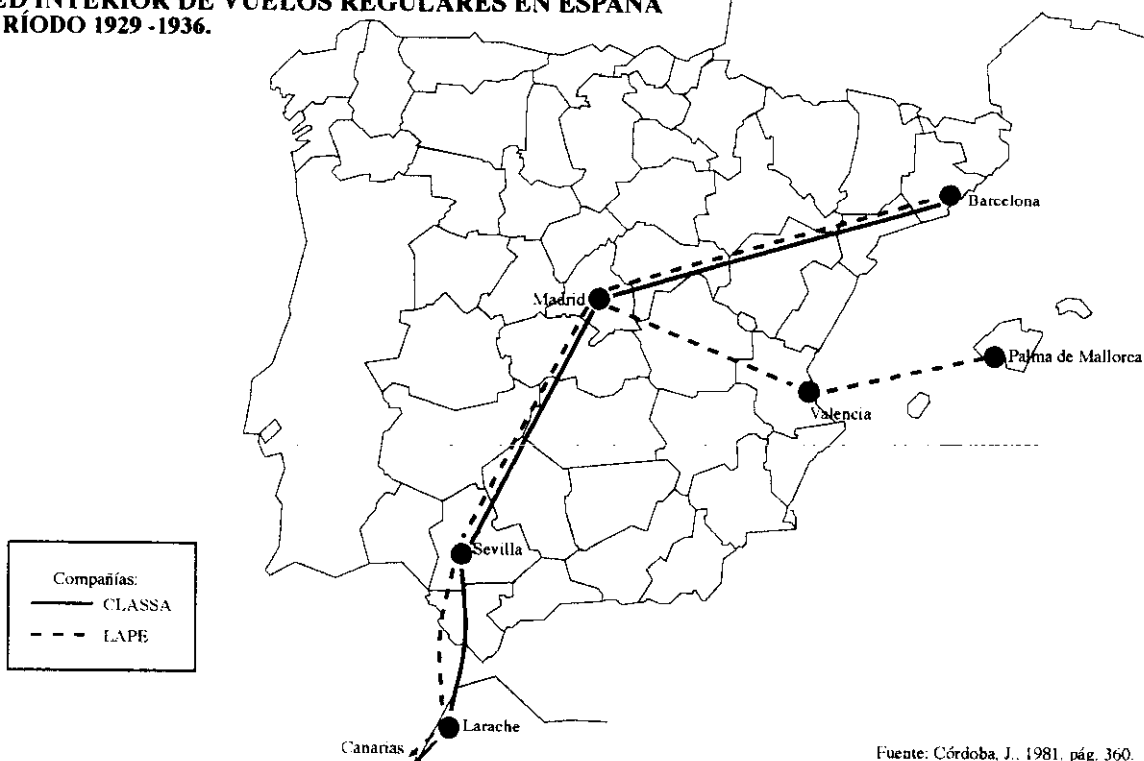 ED INTERIOR DE VUELOS REGULARES EN ESPAÑA
RÍODO 1929 -1936.
Barcelona
Madrid
Palma de Mallorca
Valencia
Sevilla
Compañías:
CLASSA
LAPE
Larache
Canarias
Fuente: Córdoba, J., 1981. pág. 360.